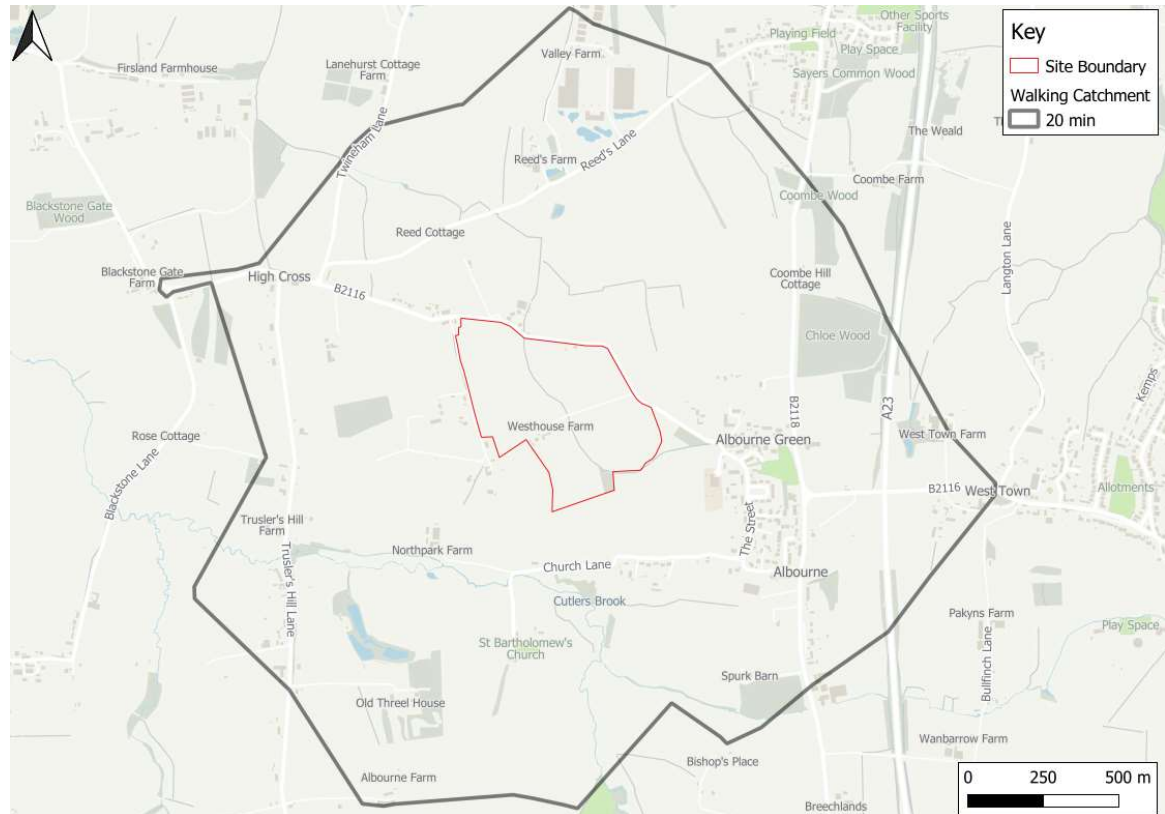 Other Sports
Facility
Playing Field
Key
Valley Farm
Play Space
Firsland Farmhouse
Lanehurst Cottage
Farm
Sayers Common Wood
Site Boundary
Walking Catchment
20 min
The Weald
Reed's Farm
Reed's Lane
Twineham Lane
Coombe Farm
Coombe Wood
Blackstone Gate
Wood
Reed Cottage
Langton Lane
Blackstone Gate
Farm
High Cross
Coombe Hill
Cottage
B2116
Chloe Wood
Kemps
B2118
A23
Westhouse Farm
Rose Cottage
Albourne Green
West Town Farm
Blackstone Lane
B2116
West Town
Allotments
Trusler's Hill
Farm
The Street
Northpark Farm
Church Lane
Albourne
Trusler's Hill Lane
Cutlers Brook
Pakyns Farm
Play Space
St Bartholomew's
Church
Bullfinch Lane
Spurk Barn
Old Threel House
Wanbarrow Farm
Bishop's Place
Albourne Farm
Breechlands
0 250 500 m